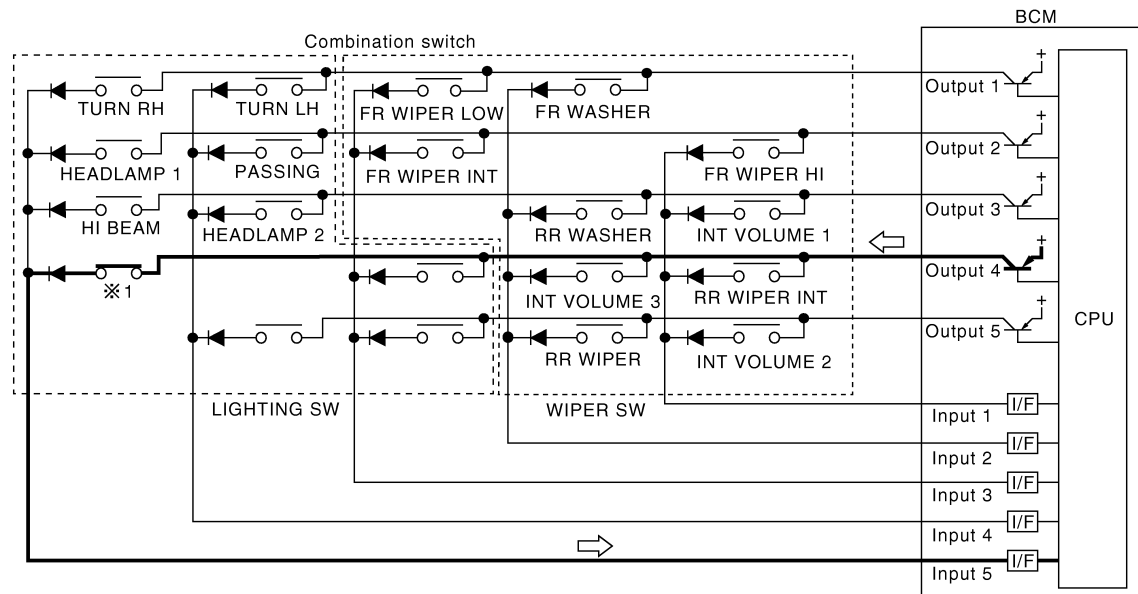 BCM
Combination switch
+
Output 1
TURN RH
TURN LH
FR WIPER LOW
FR WASHER
+
Output 2
HEADLAMP 1
PASSING
FR WIPER INT
FR WIPER HI
+
Output 3
HI BEAM
HEADLAMP 2
RR WASHER
INT VOLUME 1
+
Output 4
※1
INT VOLUME 3
RR WIPER INT
+
Output 5
CPU
RR WIPER
INT VOLUME 2
LIGHTING SW
WIPER SW
Input 1
I/F
Input 2
I/F
Input 3
I/F
Input 4
I/F
Input 5
I/F